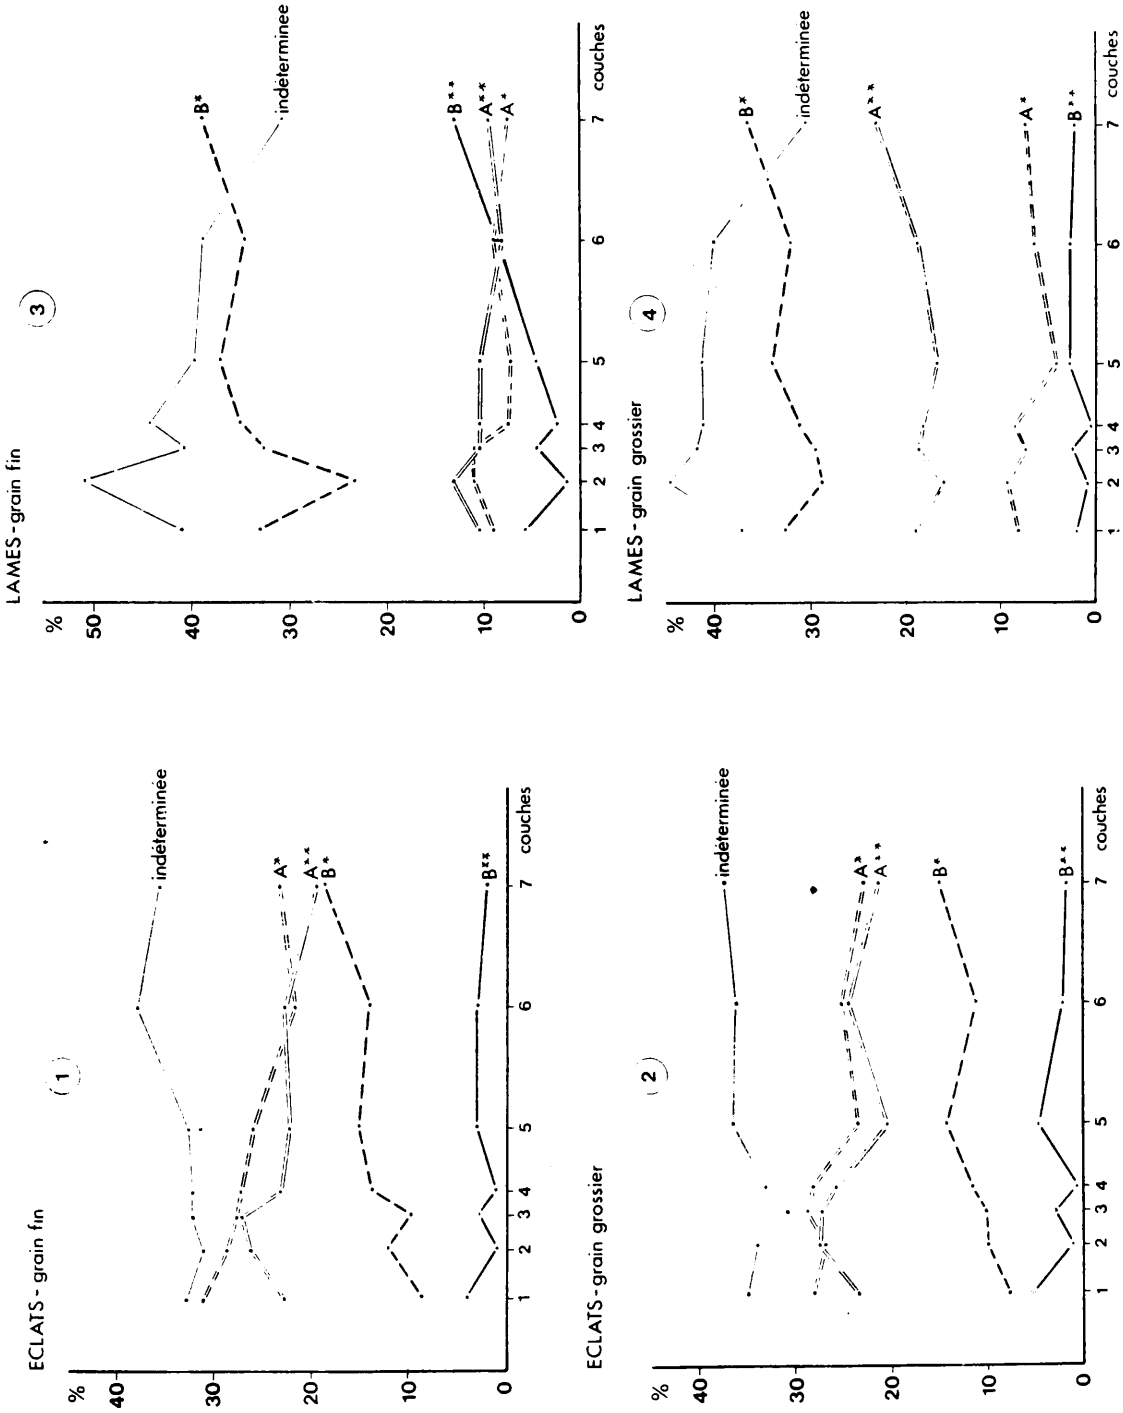 ECLATS - grain fin
1
%
40
30
20
10
0
indéterminée
A*
A**
B*
B**
1 2 3 4 5 6 7 couches
ECLATS - grain grossier
2
%
40
30
20
10
0
indéterminée
A*
A**
B*
B**
1 2 3 4 5 6 7 couches
LAMES - grain fin
3
%
50
40
30
20
10
0
B*
indéterminee
B**
A**
A*
1 2 3 4 5 6 7 couches
LAMES - grain grossier
4
%
40
30
20
10
0
B*
indéterminee
A**
A*
B**
1 2 3 4 5 6 7 couches